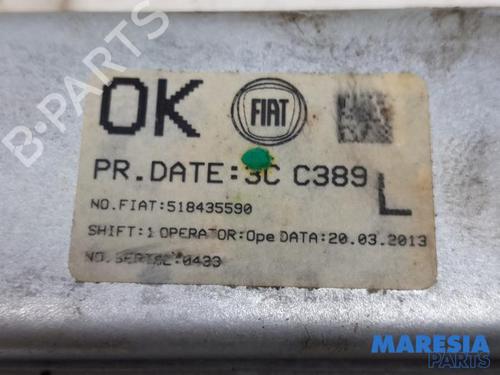 OK
FIAT
PR.DATE:3C C389
L
NO.FIAT:518435590
SHIFT:1 OPERATOR:Ope DATA:20.03.2013
NO.SERIAL:0433
MARESIA
PARTS